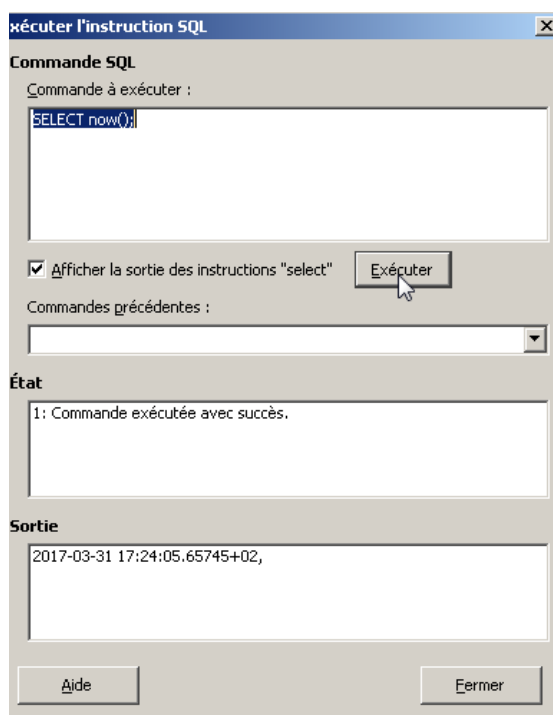 xécuter l'instruction SQL
Commande SQL
Commande à exécuter :
SELECT now();
Afficher la sortie des instructions "select"
Exécuter
Commandes précédentes :
État
1: Commande exécutée avec succès.
Sortie
2017-03-31 17:24:05.65745+02,
Aide
Fermer